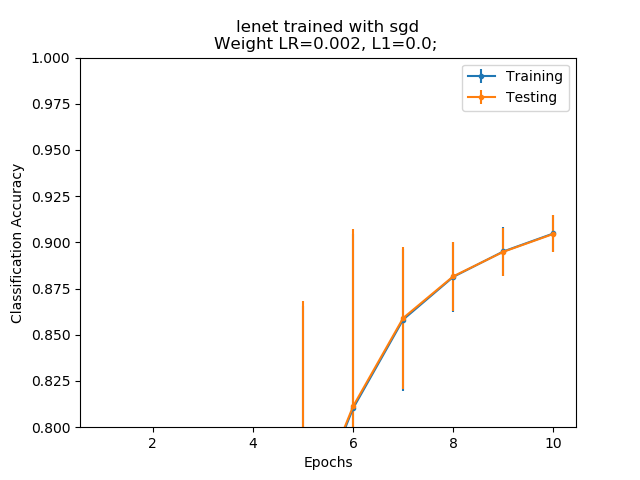 lenet trained with sgd
Weight LR=0.002, L1=0.0;
Training
Testing
Classification Accuracy
1.000
0.975
0.950
0.925
0.900
0.875
0.850
0.825
0.800
2 4 6 8 10
Epochs